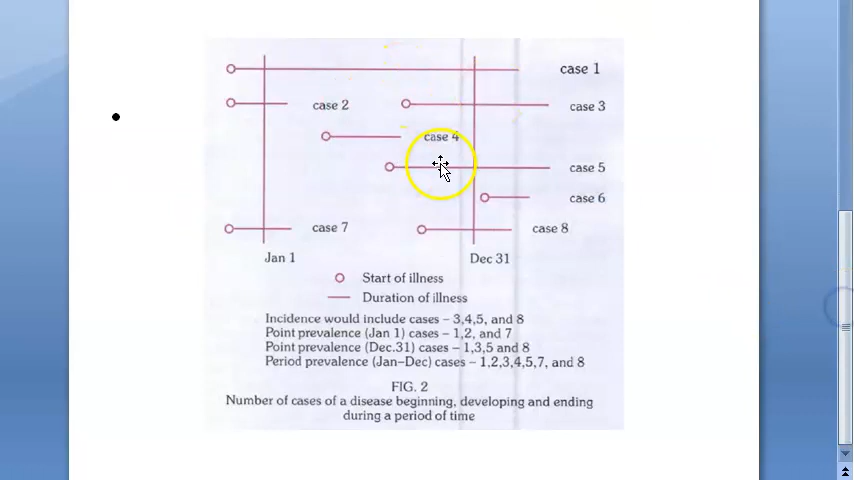 case 1
case 2
case 3
case 4
case 5
case 6
case 7
case 8
Jan 1
Dec 31
Start of illness
Duration of illness
Incidence would include cases – 3,4,5, and 8
Point prevalence (Jan 1) cases – 1,2, and 7
Point prevalence (Dec.31) cases – 1,3,5 and 8
Period prevalence (Jan–Dec) cases – 1,2,3,4,5,7, and 8
FIG. 2
Number of cases of a disease beginning, developing and ending
during a period of time